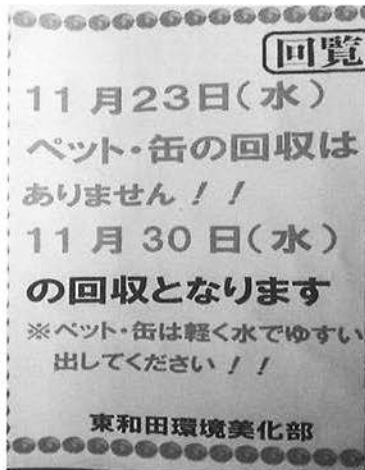 回覧
11月23日(水)
ペット・缶の回収は
ありません!!
11月30日(水)
の回収となります
※ペット・缶は軽く水でゆすい
出してください!!
東和田環境美化部